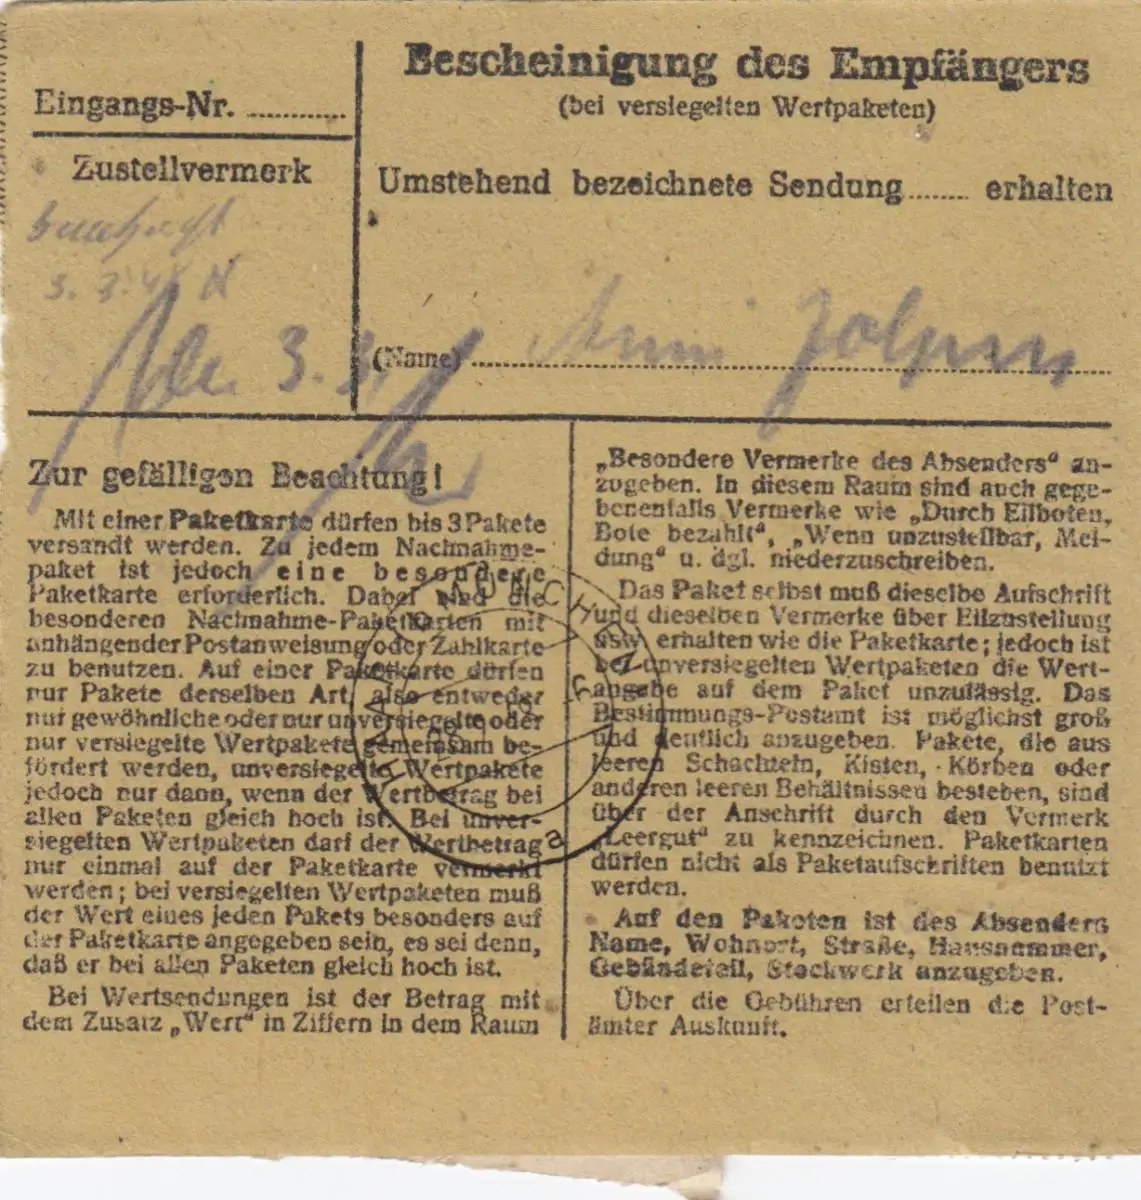 Eingangs-Nr. ............
Zustellvermerk
Bescheinigung des Empfängers
(bei versiegelten Wertpaketen)
Umstehend bezeichnete Sendung........ erhalten
(Name)
Zur gefälligen Beachtung!
Mit einer Paketkarte dürfen bis 3 Pakete
versandt werden. Zu jedem Nachnahme-
paket ist jedoch eine besondere
Paketkarte erforderlich. Dabei sind die
besonderen Nachnahme-Paketkarten mit
anhängender Postanweisung oder Zahlkarte
zu benutzen. Auf einer Paketkarte dürfen
nur Pakete derselben Art, also entweder
nur gewöhnliche oder nur unversiegelte oder
nur versiegelte Wertpakete gemeinsam be-
fördert werden, unversiegelte Wertpakete
jedoch nur dann, wenn der Wertbetrag bei
allen Paketen gleich hoch ist. Bei unver-
siegelten Wertpaketen darf der Wertbetrag
nur einmal auf der Paketkarte vermerkt
werden; bei versiegelten Wertpaketen muß
der Wert eines jeden Pakets besonders auf
der Paketkarte angegeben sein, es sei denn,
daß er bei allen Paketen gleich hoch ist.
Bei Wertsendungen ist der Betrag mit
dem Zusatz „Wert“ in Ziffern in dem Raum
„Besondere Vermerke des Absenders“ an-
zugeben. In diesem Raum sind auch gege-
benenfalls Vermerke wie „Durch Eilboten,
Bote bezahlt“, „Wenn unzustellbar, Mel-
dung“ u. dgl. niederzuschreiben.
Das Paket selbst muß dieselbe Aufschrift
und dieselben Vermerke über Eilzustellung
usw. erhalten wie die Paketkarte; jedoch ist
bei unversiegelten Wertpaketen die Wert-
angabe auf dem Paket unzulässig. Das
Bestimmungs-Postamt ist möglichst groß
und deutlich anzugeben. Pakete, die aus
leeren Schachteln, Kisten, Körben oder
anderen leeren Behältnissen bestehen, sind
über der Anschrift durch den Vermerk
„Leergut“ zu kennzeichnen. Paketkarten
dürfen nicht als Paketaufschriften benutzt
werden.
Auf den Paketen ist des Absenders
Name, Wohnort, Straße, Hausnummer,
Gebäudeteil, Stockwerk anzugeben.
Über die Gebühren erteilen die Post-
ämter Auskunft.